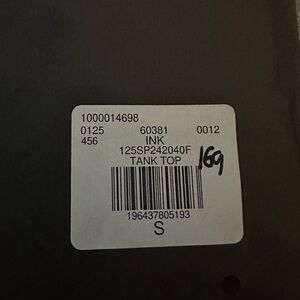 1000014698
0125 60381 0012
456 INK
125SP242040F
TANK TOP 169
196437805193
S